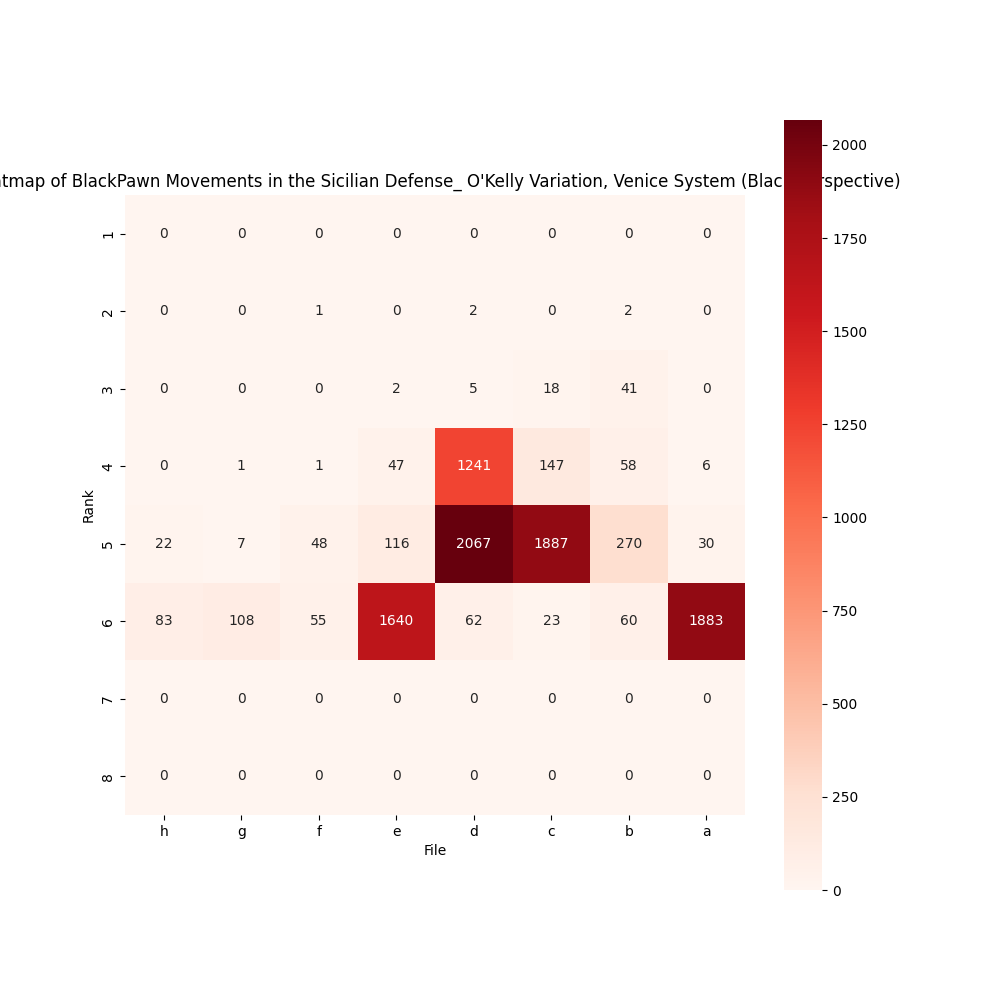 of BlackPawn Movements in the Sicilian Defense_ O'Kelly Variation, Venice System
2000
1750
1500
1250
1000
750
500
250
0
Rank
1 0 0 0 0 0 0 0 0
2 0 0 1 0 2 0 2 0
3 0 0 0 2 5 18 41 0
4 0 1 1 47 1241 147 58 6
5 22 7 48 116 2067 1887 270 30
6 83 108 55 1640 62 23 60 1883
7 0 0 0 0 0 0 0 0
8 0 0 0 0 0 0 0 0
h g f e d c b a
File